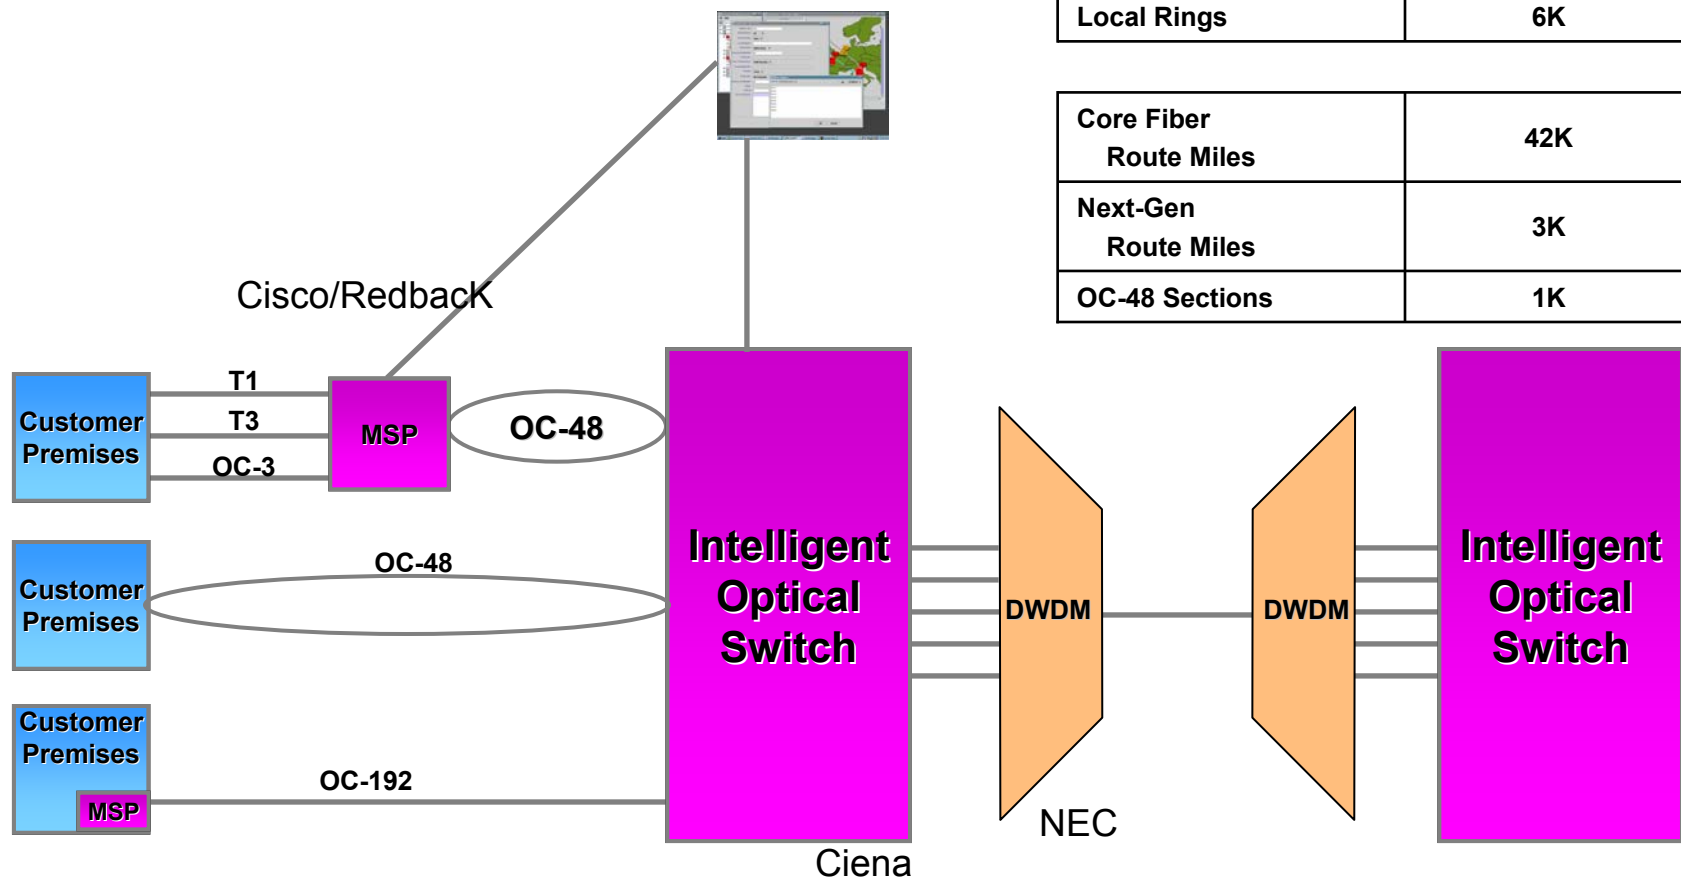 Local Rings 6K
Core Fiber
Route Miles
42K
Next-Gen
Route Miles
3K
OC-48 Sections 1K
Cisco/RedbacK
Customer
Premises
T1
T3
OC-3
MSP
OC-48
Customer
Premises
OC-48
Customer
Premises
MSP
OC-192
Intelligent
Optical
Switch
Ciena
DWDM
DWDM
NEC
Intelligent
Optical
Switch